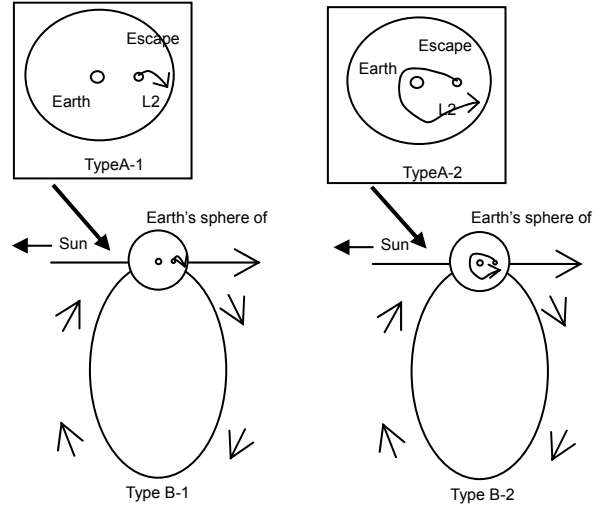 Escape
Earth
L2
TypeA-1
Escape
Earth
L2
TypeA-2
Earth's sphere of
Sun
Type B-1
Earth's sphere of
Sun
Type B-2